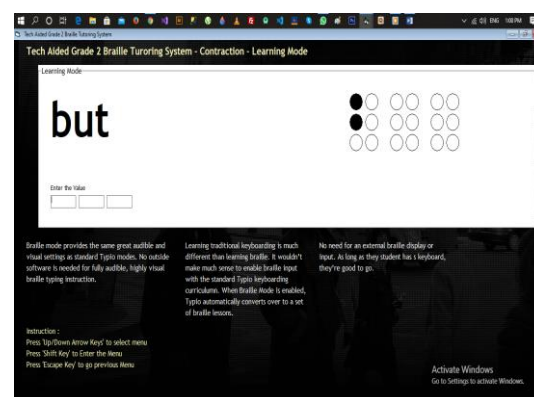 ENG 1:08 PM
Tech Aided Grade 2 Braille Tutoring System
Tech Aided Grade 2 Braille Turoring System - Contraction - Learning Mode
Learning Mode
but
Enter the Value
Braille mode provides the same great audible and
visual settings as standard Typio modes. No outside
software is needed for fully audible, highly visual
braille typing instruction.
Learning traditional keyboarding is much
different than learning braille. It wouldn't
make much sense to enable braille input
with the standard Typio keyboarding
curriculumn. When Braille Mode is enabled,
Typio automatically converts over to a set
of braille lessons.
No need for an external braille display or
input. As long as they student has s keyboard,
they're good to go.
Instruction :
Press 'Up/Down Arrow Keys' to select menu
Press 'Shift Key' to Enter the Menu
Press 'Escape Key' to go previous Menu
Activate Windows
Go to Settings to activate Windows.